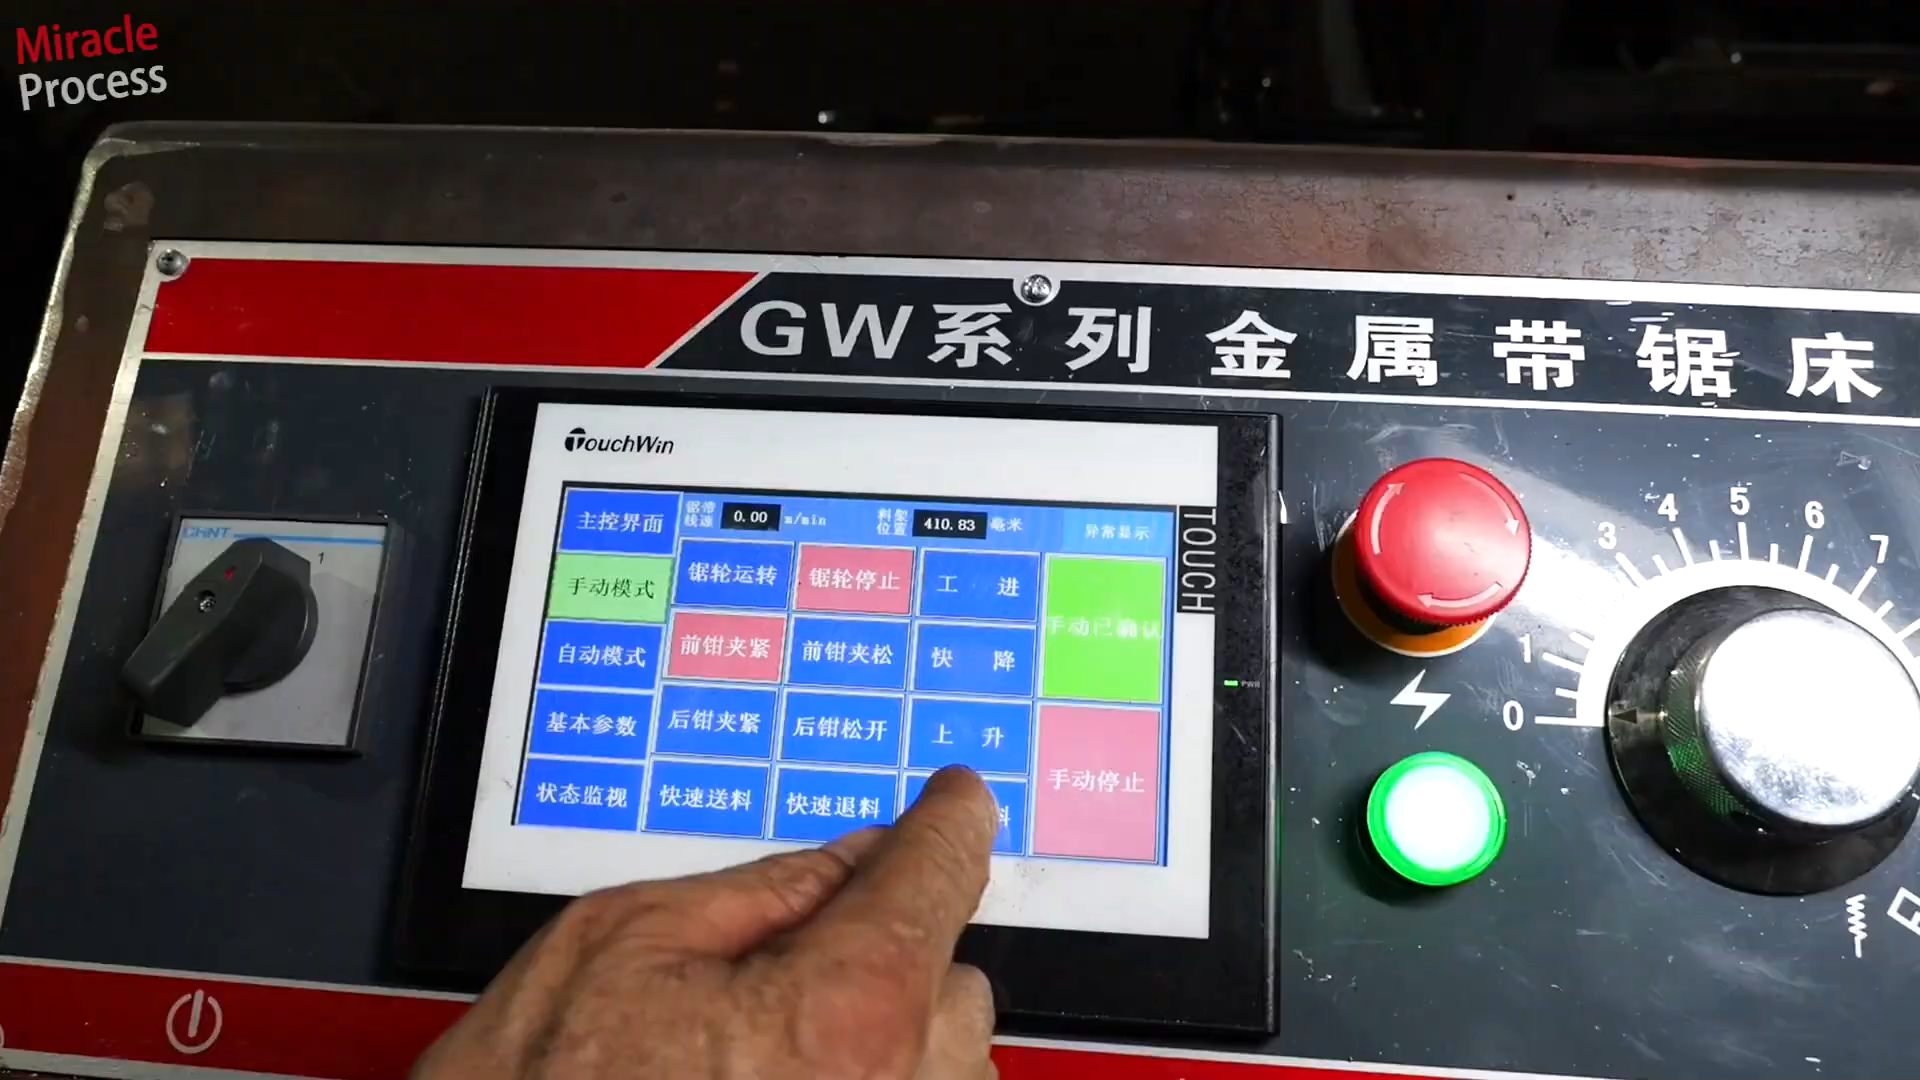 Miracle
Process
GW系列金属带锯床
TouchWin
CHNT
1
主控界面
锯带
线速
0.00
m/min
料架
位置
410.83
毫米
异常显示
手动模式
锯轮运转
锯轮停止
工 进
手动已确认
自动模式
前钳夹紧
前钳夹松
快 降
基本参数
后钳夹紧
后钳松开
上 升
手动停止
状态监视
快速送料
快速退料
料
TOUCH
PWR
0
1
3
4
5
6
7